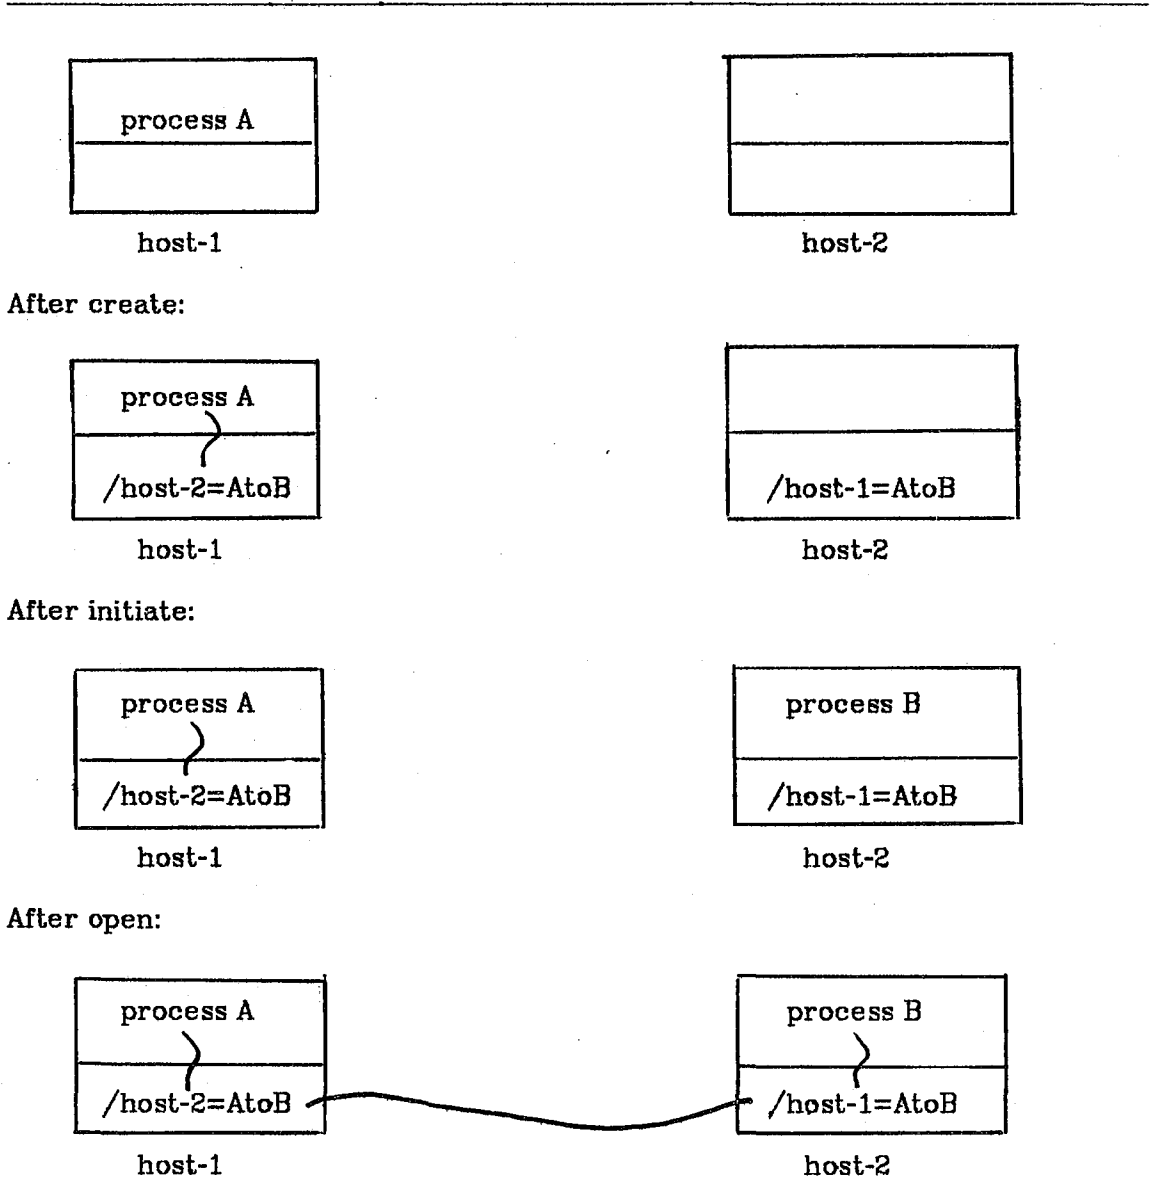 process A
host-1 host-2
After create:
process A
/host-2=AtoB /host-1=AtoB
host-1 host-2
After initiate:
process A process B
/host-2=AtoB /host-1=AtoB
host-1 host-2
After open:
process A process B
/host-2=AtoB /host-1=AtoB
host-1 host-2